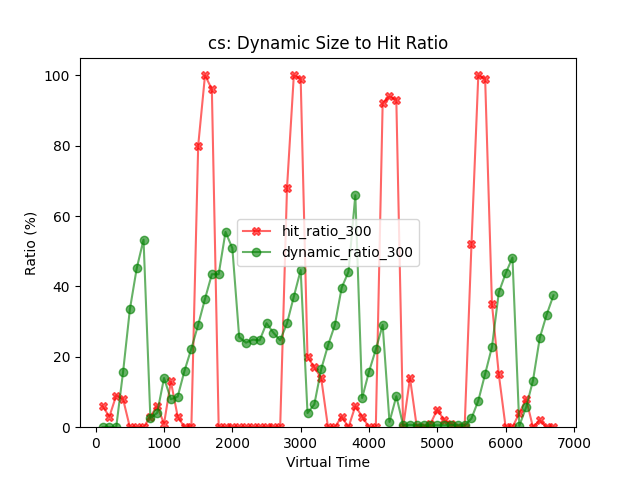 cs: Dynamic Size to Hit Ratio
100
80
60
40
20
0
Ratio (%)
hit_ratio_300
dynamic_ratio_300
0 1000 2000 3000 4000 5000 6000 7000
Virtual Time